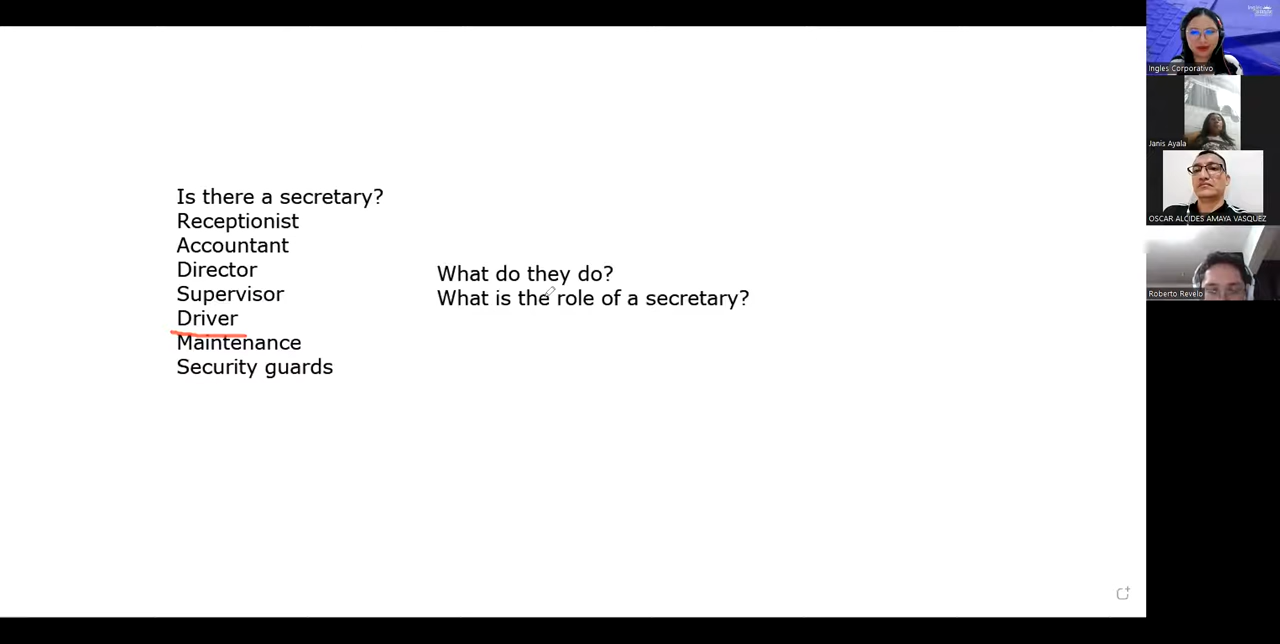 Is there a secretary?
Receptionist
Accountant
Director
Supervisor
Driver
Maintenance
Security guards
What do they do?
What is the role of a secretary?
Ingles Corporativo
Janis Ayala
OSCAR ALCIDES AMAYA VASQUEZ
Roberto Revelo